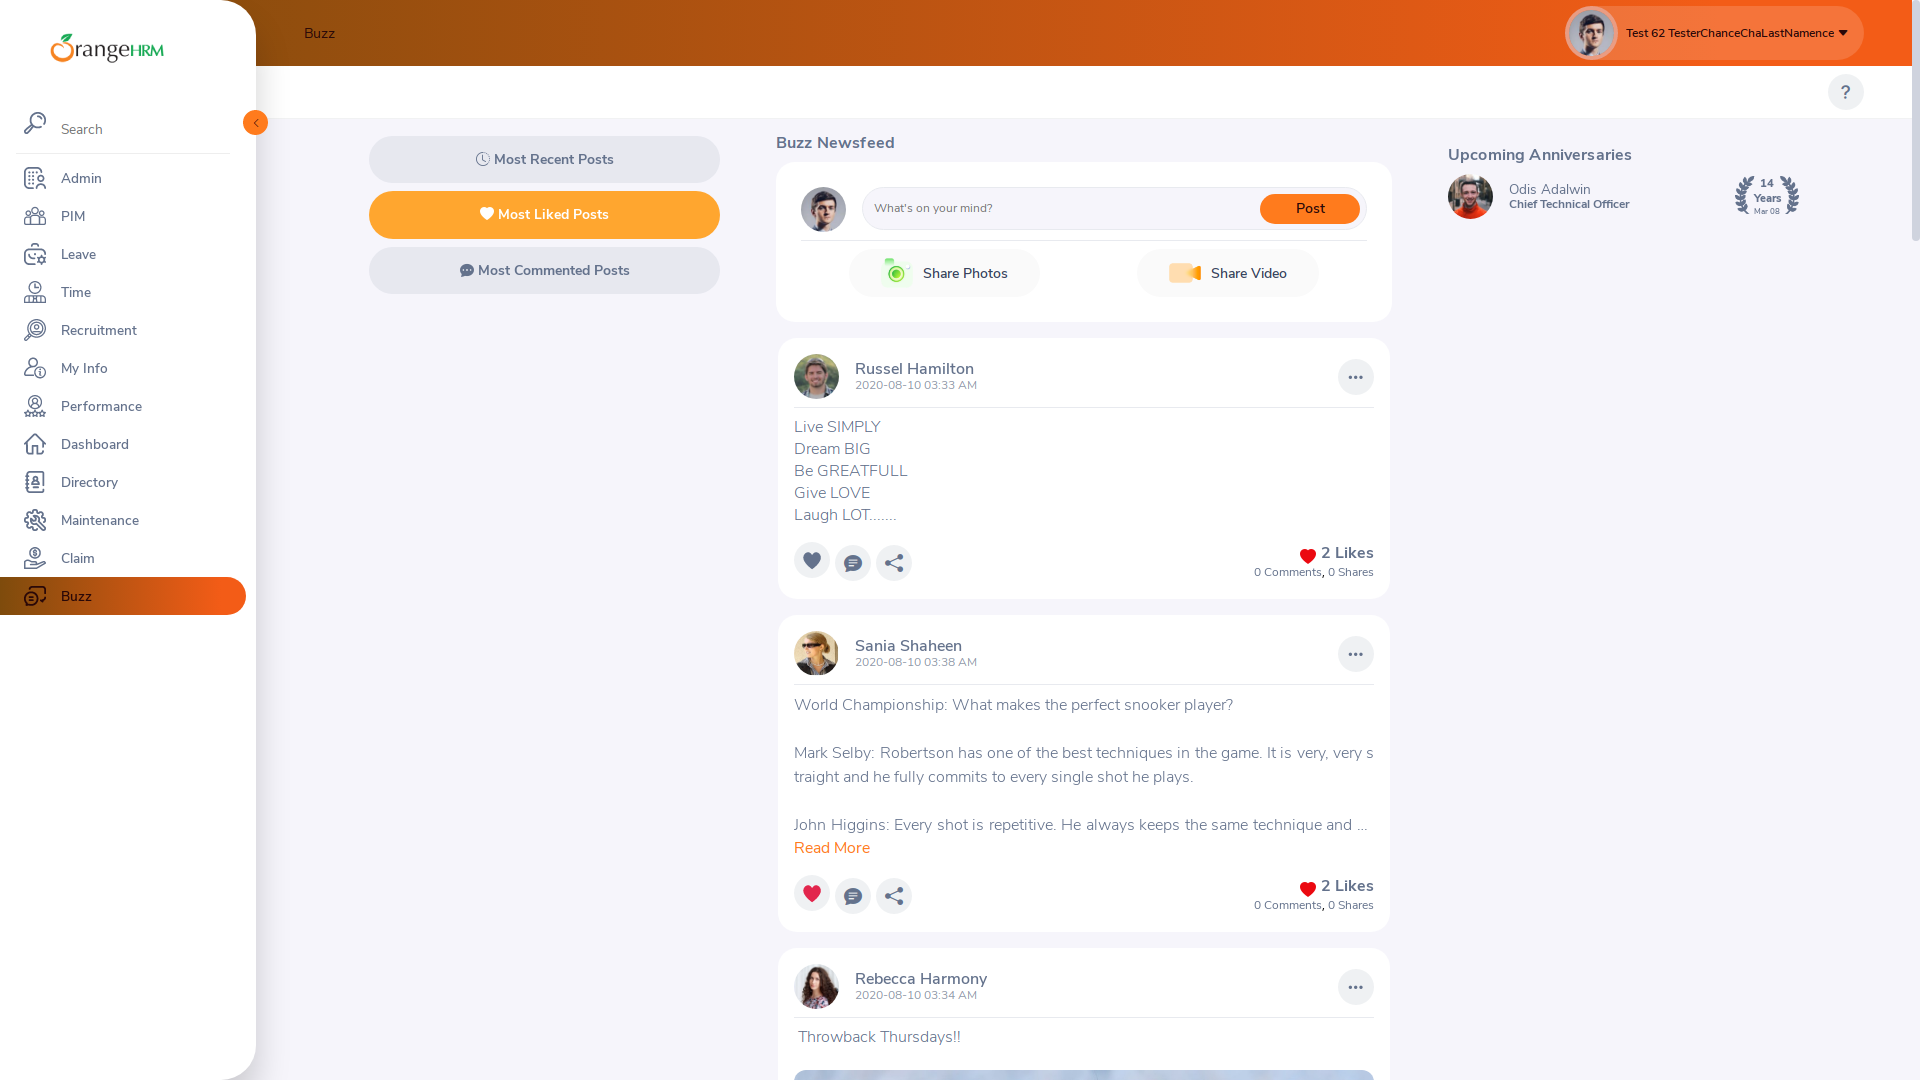 OrangeHRM
Search
Admin
PIM
Leave
Time
Recruitment
My Info
Performance
Dashboard
Directory
Maintenance
Claim
Buzz
Buzz
Test 62 TesterChanceChaLastNamence
?
Most Recent Posts
Most Liked Posts
Most Commented Posts
Buzz Newsfeed
What's on your mind?
Post
Share Photos
Share Video
Russel Hamilton
2020-08-10 03:33 AM
Live SIMPLY
Dream BIG
Be GREATFULL
Give LOVE
Laugh LOT.......
2 Likes
0 Comments, 0 Shares
Sania Shaheen
2020-08-10 03:38 AM
World Championship: What makes the perfect snooker player?
Mark Selby: Robertson has one of the best techniques in the game. It is very, very s
traight and he fully commits to every single shot he plays.
John Higgins: Every shot is repetitive. He always keeps the same technique and ...
Read More
2 Likes
0 Comments, 0 Shares
Rebecca Harmony
2020-08-10 03:34 AM
Throwback Thursdays!!
Upcoming Anniversaries
Odis Adalwin
Chief Technical Officer
14
Years
Mar 08